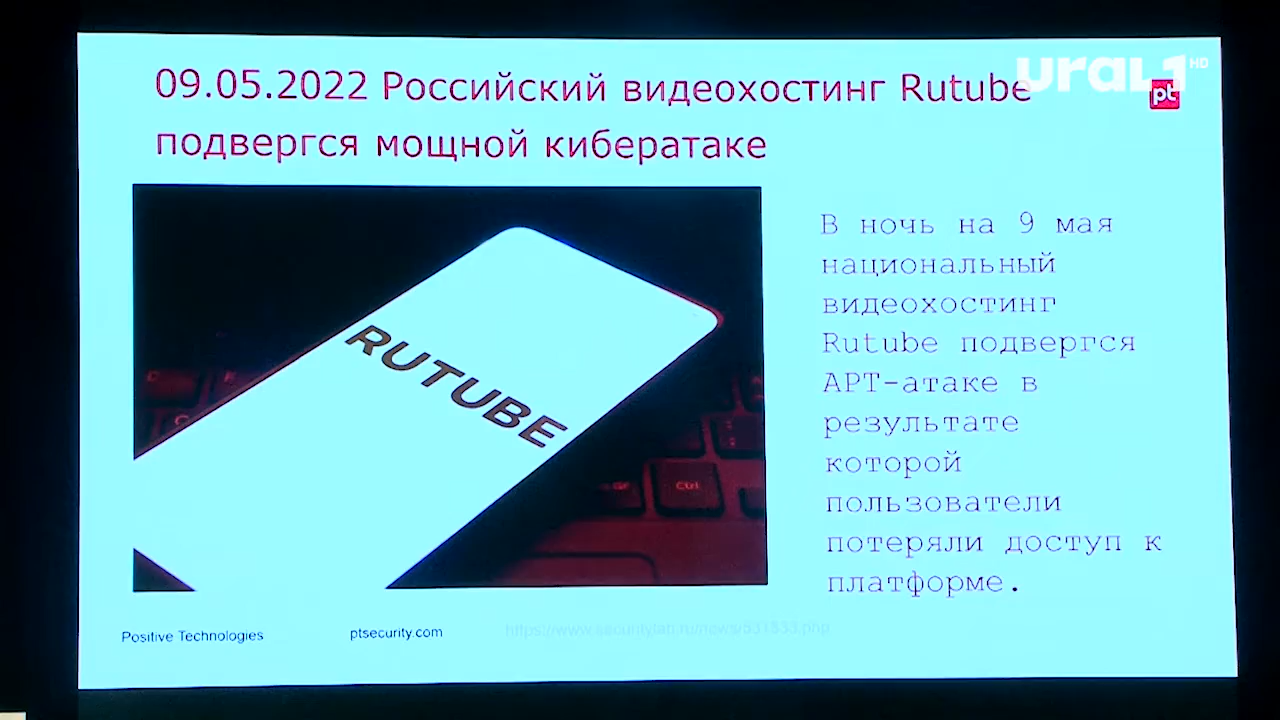 09.05.2022 Российский видеохостинг Rutube
подвергся мощной кибератаке
ural1 HD
pt
RUTUBE
Ctrl
В ночь на 9 мая
национальный
видеохостинг
Rutube подвергся
APT-атаке в
результате
которой
пользователи
потеряли доступ к
платформе.
Positive Technologies
ptsecurity.com